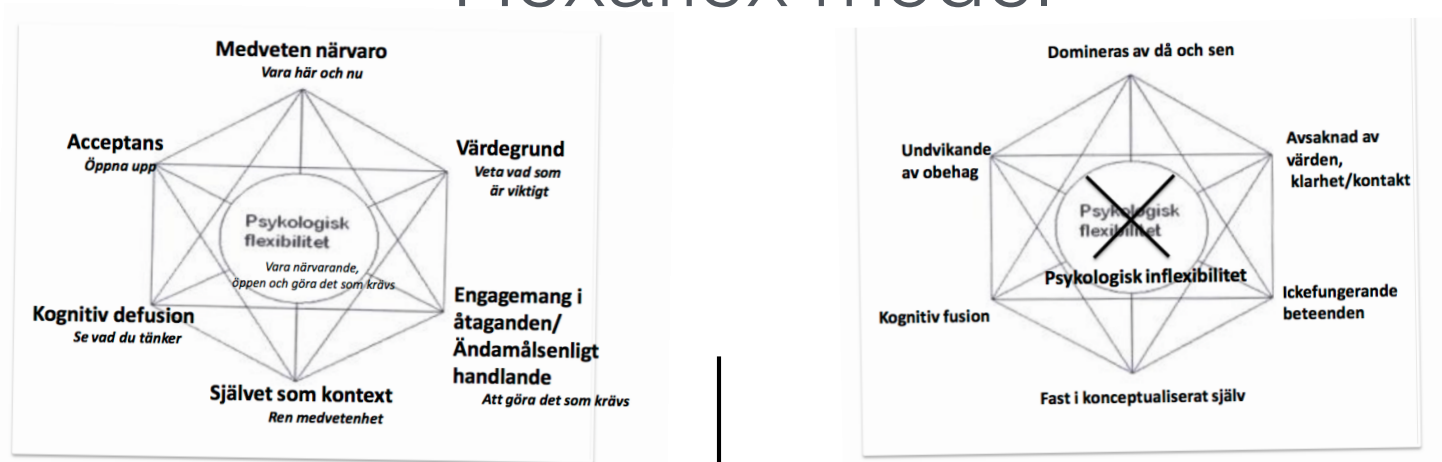 Hexaflex model
Medveten närvaro
Vara här och nu
Acceptans
Öppna upp
Värdegrund
Veta vad som
är viktigt
Psykologisk
flexibilitet
Vara närvarande,
öppen och göra det som krävs
Kognitiv defusion
Se vad du tänker
Engagemang i
åtaganden/
Ändamålsenligt
handlande
Att göra det som krävs
Självet som kontext
Ren medvetenhet
Domineras av då och sen
Undvikande
av obehag
Avsaknad av
värden,
klarhet/kontakt
Psykologisk
flexibilitet
Psykologisk inflexibilitet
Kognitiv fusion
Ickefungerande
beteenden
Fast i konceptualiserat själv